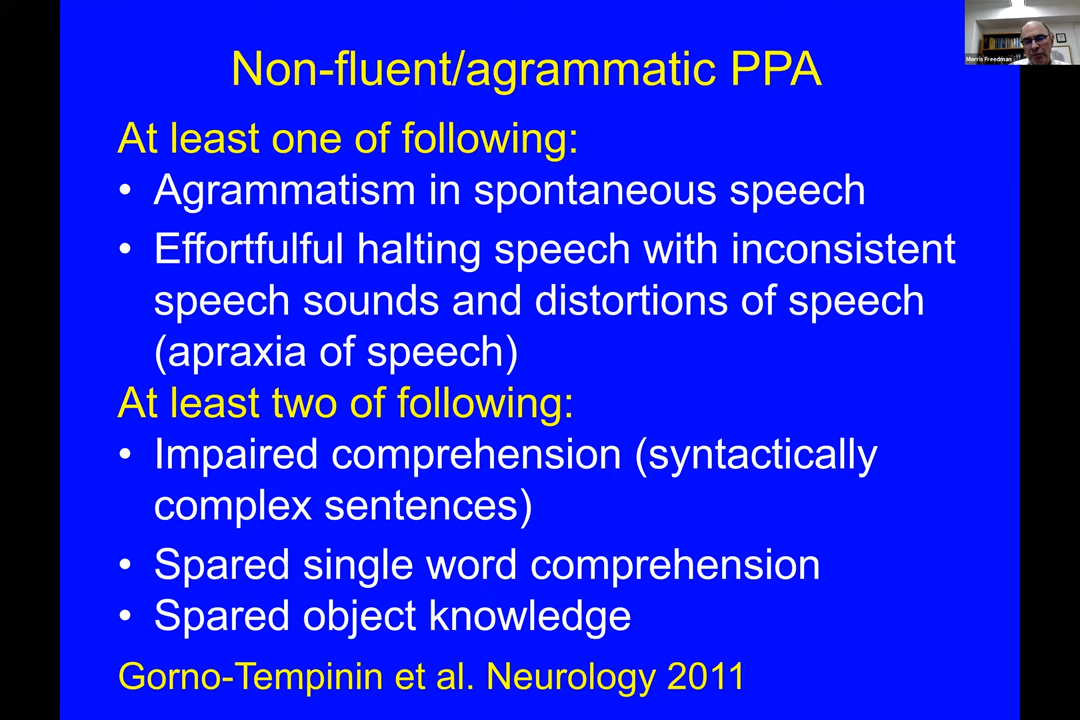 Non-fluent/agrammatic PPA
Morris Freedman
At least one of following:
• Agrammatism in spontaneous speech
• Effortfulful halting speech with inconsistent
speech sounds and distortions of speech
(apraxia of speech)
At least two of following:
• Impaired comprehension (syntactically
complex sentences)
• Spared single word comprehension
• Spared object knowledge
Gorno-Tempinin et al. Neurology 2011